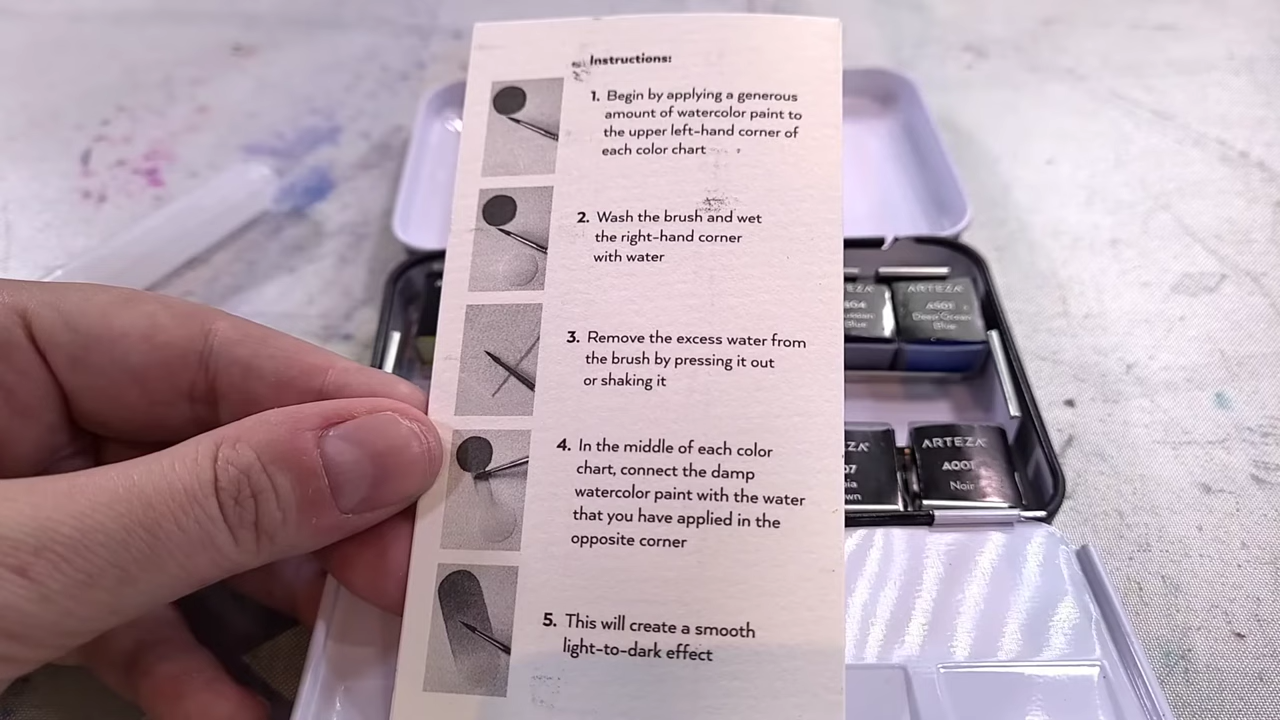 Instructions:
1. Begin by applying a generous
amount of watercolor paint to
the upper left-hand corner of
each color chart
2. Wash the brush and wet
the right-hand corner
with water
3. Remove the excess water from
the brush by pressing it out
or shaking it
4. In the middle of each color
chart, connect the damp
watercolor paint with the water
that you have applied in the
opposite corner
5. This will create a smooth
light-to-dark effect
Blue
ARTEZA
Deep Ocean
Blue
ARTEZA
A001
Noir